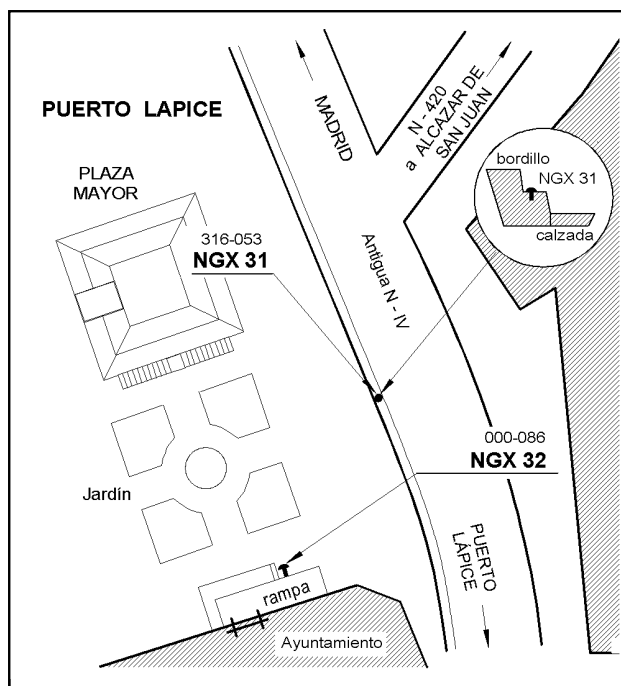 PUERTO LAPICE
PLAZA
MAYOR
MADRID
N - 420
a ALCAZAR DE
SAN JUAN
bordillo
NGX 31
calzada
316-053
NGX 31
Antigua N - IV
000-086
NGX 32
Jardín
PUERTO
LÁPICE
rampa
Ayuntamiento